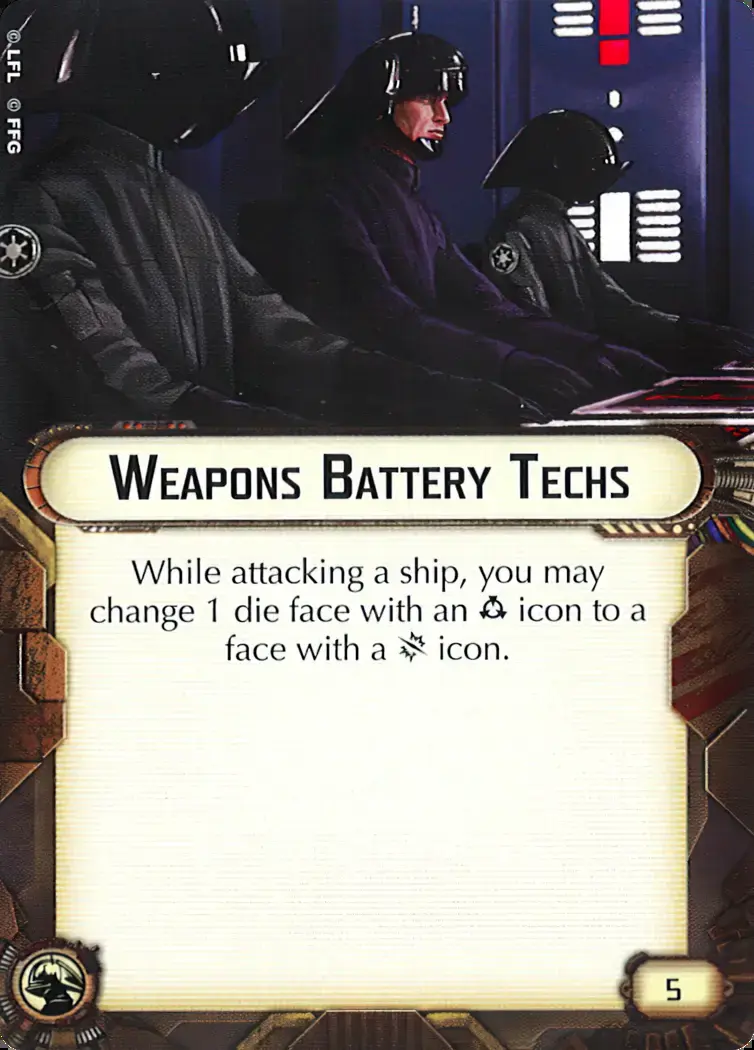 © LFL © FFG
WEAPONS BATTERY TECHS
While attacking a ship, you may
change 1 die face with an icon to a
face with a icon.
5